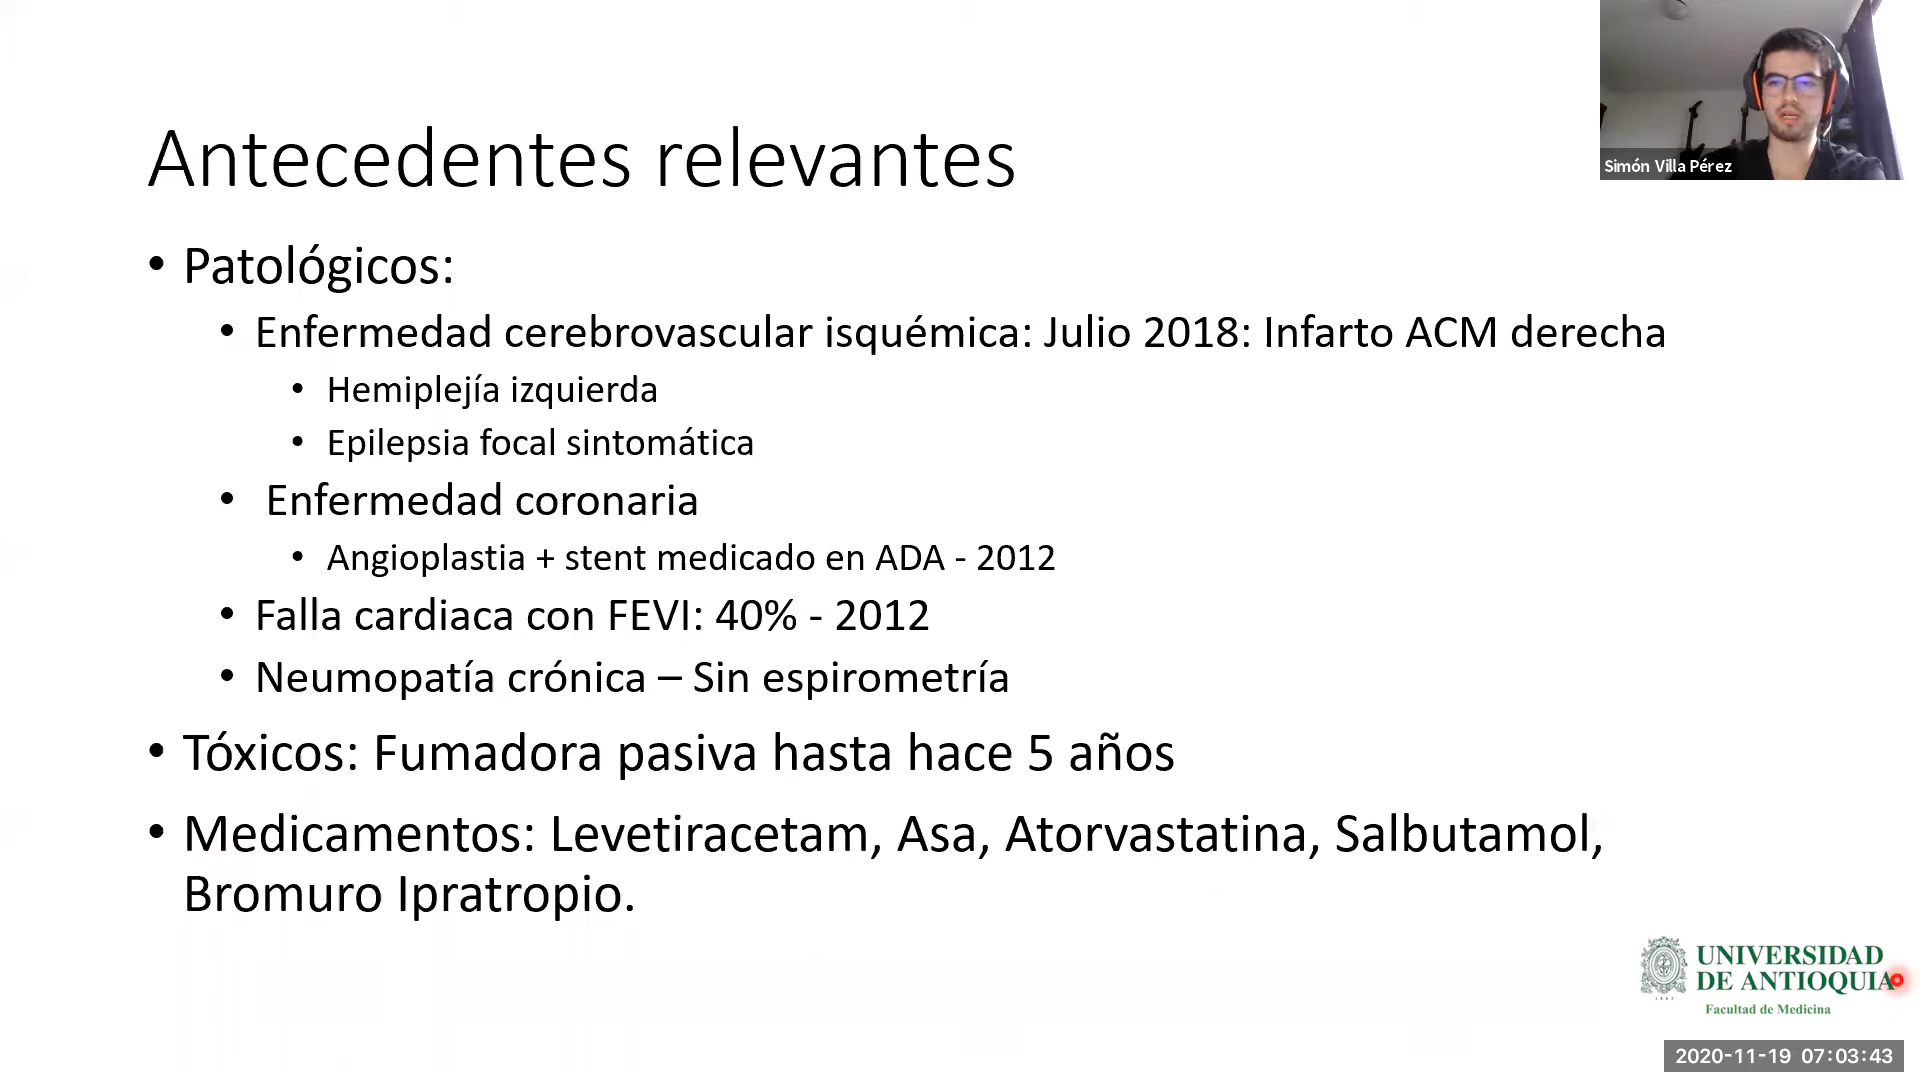 Simón Villa Pérez
Antecedentes relevantes
• Patológicos:
• Enfermedad cerebrovascular isquémica: Julio 2018: Infarto ACM derecha
• Hemiplejía izquierda
• Epilepsia focal sintomática
• Enfermedad coronaria
• Angioplastia + stent medicado en ADA - 2012
• Falla cardiaca con FEVI: 40% - 2012
• Neumopatía crónica – Sin espirometría
• Tóxicos: Fumadora pasiva hasta hace 5 años
• Medicamentos: Levetiracetam, Asa, Atorvastatina, Salbutamol,
Bromuro Ipratropio.
UNIVERSIDAD
DE ANTIOQUIA
1803
Facultad de Medicina
2020-11-19 07:03:43